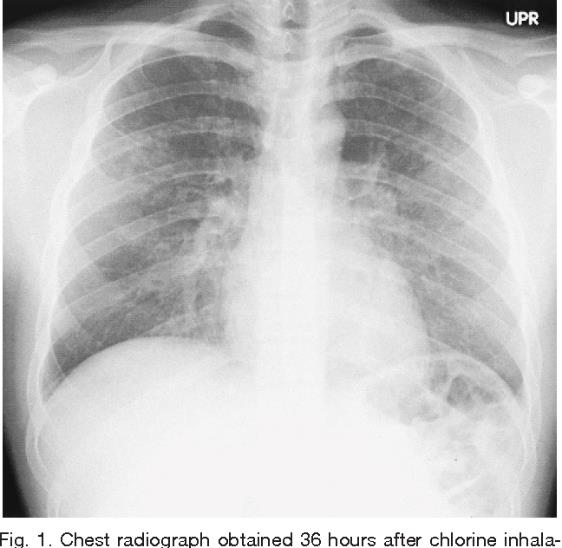 UPR
Fig. 1. Chest radiograph obtained 36 hours after chlorine inhala-